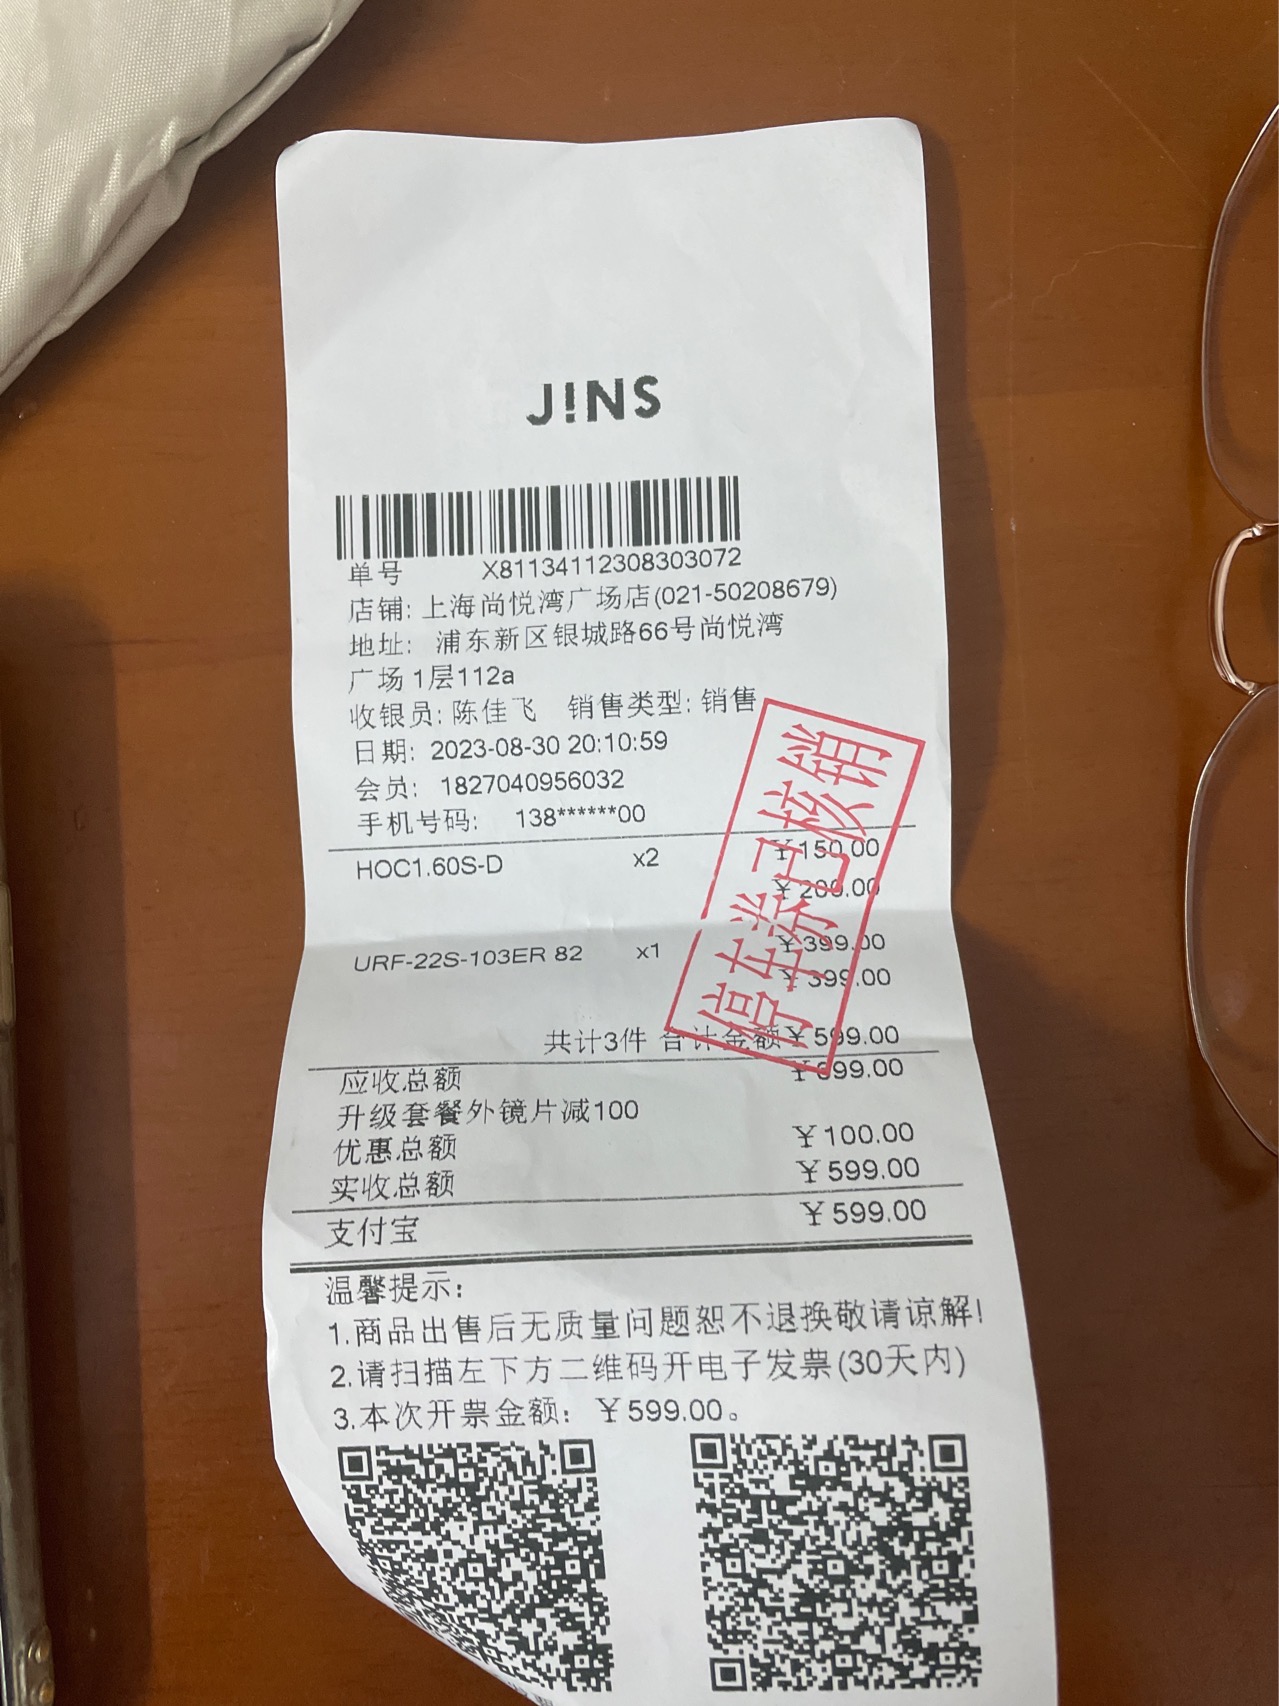 J!NS
单号 X81134112308303072
店铺: 上海尚悦湾广场店(021-50208679)
地址: 浦东新区银城路66号尚悦湾
广场 1层112a
收银员: 陈佳飞 销售类型: 销售
日期: 2023-08-30 20:10:59
会员: 1827040956032
手机号码: 138******00
HOC1.60S-D x2 ¥150.00
¥200.00
URF-22S-103ER 82 x1 ¥399.00
¥399.00
共计3件 合计金额¥599.00
应收总额 ¥699.00
升级套餐外镜片减100
优惠总额 ¥100.00
实收总额 ¥599.00
支付宝 ¥599.00
温馨提示:
1.商品出售后无质量问题恕不退换敬请谅解!
2.请扫描左下方二维码开电子发票(30天内)
3.本次开票金额: ¥599.00。
停车券已核销